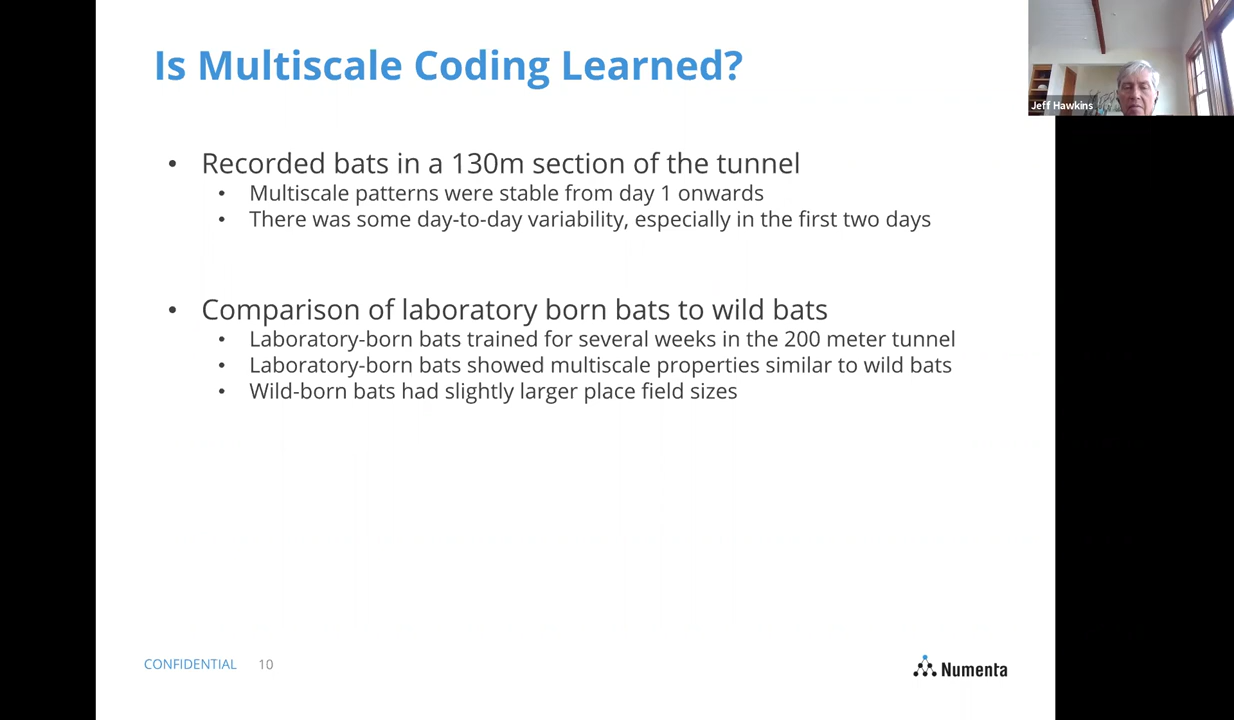 Is Multiscale Coding Learned?
Jeff Hawkins
• Recorded bats in a 130m section of the tunnel
• Multiscale patterns were stable from day 1 onwards
• There was some day-to-day variability, especially in the first two days
• Comparison of laboratory born bats to wild bats
• Laboratory-born bats trained for several weeks in the 200 meter tunnel
• Laboratory-born bats showed multiscale properties similar to wild bats
• Wild-born bats had slightly larger place field sizes
CONFIDENTIAL 10
Numenta